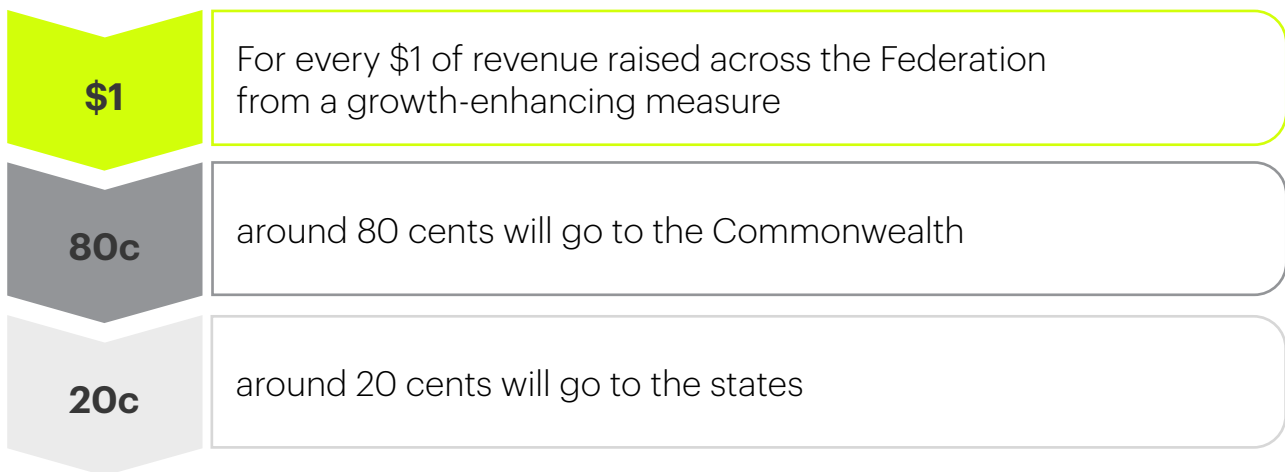 $1
For every $1 of revenue raised across the Federation
from a growth-enhancing measure
80c
around 80 cents will go to the Commonwealth
20c
around 20 cents will go to the states